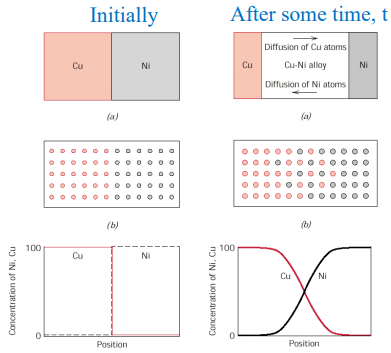 Initially
After some time, t
Cu
Ni
(a)
Diffusion of Cu atoms
Cu
Cu-Ni alloy
Ni
Diffusion of Ni atoms
(a)
(b)
(b)
Concentration of Ni, Cu
100
0
Cu
Ni
Position
Concentration of Ni, Cu
100
0
Cu
Ni
Position